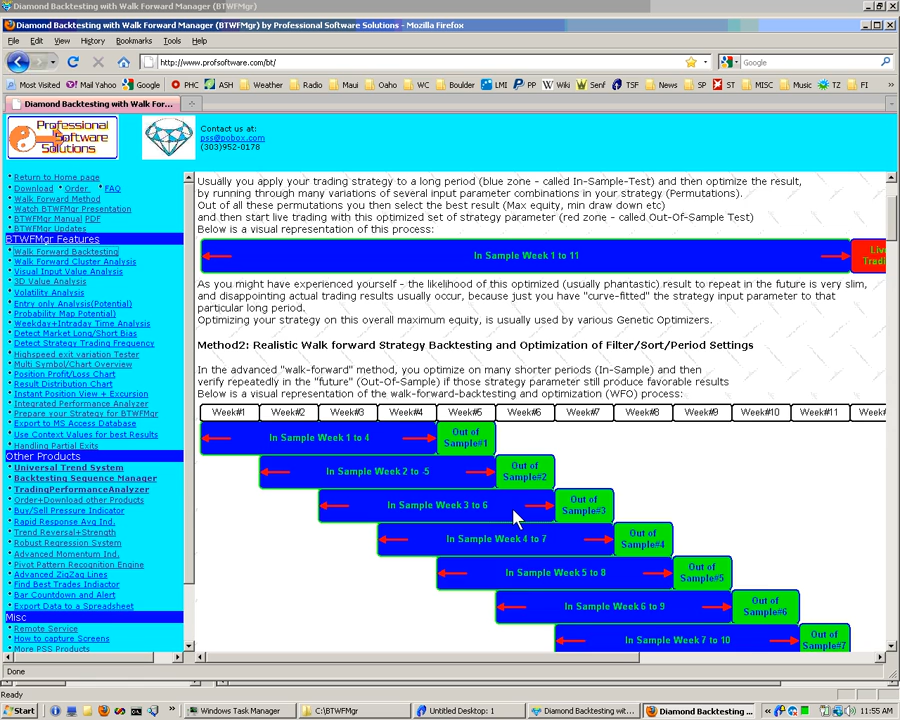 Diamond Backtesting with Walk Forward Manager (BTWFMgr)
Diamond Backtesting with Walk Forward Manager (BTWFMgr) by Professional Software Solutions - Mozilla Firefox
File Edit View History Bookmarks Tools Help
http://www.profsoftware.com/bt/
Google
Most Visited Mail Yahoo Google PHC ASH Weather Radio Maui Oaho WC Boulder LMI PP Wiki Senf TSF News SP ST MISC Music TZ FI
Diamond Backtesting with Walk For...
Professional
Software
Solutions
Contact us at:
pss@pobox.com
(303)952-0178
Return to Home page
Download Order FAQ
Walk Forward Method
Watch BTWFMgr Presentation
BTWFMgr Manual PDF
BTWFMgr Updates
BTWFMgr Features
Walk Forward Backtesting
Walk Forward Cluster Analysis
Visual Input Value Analysis
3D Value Analysis
Volatility Analysis
Entry only Analysis(Potential)
Probability Map Potential)
Weekday+Intraday Time Analysis
Detect Market Long/Short Bias
Detect Strategy Trading Frequency
Highspeed exit variation Tester
Multi Symbol/Chart Overview
Position Profit/Loss Chart
Result Distribution Chart
Instant Position View + Excursion
Integrated Performance Analyzer
Prepare your Strategy for BTWFMgr
Export to MS Access Database
Use Context Values for best Results
Handling Partial Exits
Other Products
Universal Trend System
Backtesting Sequence Manager
TradingPerformanceAnalyzer
Order+Download other Products
Buy/Sell Pressure Indicator
Rapid Response Avg Ind.
Trend Reversal+Strength
Robust Regression System
Advanced Momentum Ind.
Pivot Pattern Recognition Engine
Advanced ZigZag Lines
Find Best Trades Indiactor
Bar Countdown and Alert
Export Data to a Spreadsheet
Misc
Remote Service
How to capture Screens
More PSS Products
Usually you apply your trading strategy to a long period (blue zone - called In-Sample-Test) and then optimize the result,
by running through many variations of several input parameter combinations in your strategy (Permutations).
Out of all these permutations you then select the best result (Max equity, min draw down etc)
and then start live trading with this optimized set of strategy parameter (red zone - called Out-Of-Sample Test)
Below is a visual representation of this process:
In Sample Week 1 to 11
Liv
Tradi
As you might have experienced yourself - the likelihood of this optimized (usually phantastic) result to repeat in the future is very slim,
and disappointing actual trading results usually occur, because just you have "curve-fitted" the strategy input parameter to that
particular long period.
Optimizing your strategy on this overall maximum equity, is usually used by various Genetic Optimizers.
Method2: Realistic Walk forward Strategy Backtesting and Optimization of Filter/Sort/Period Settings
In the advanced "walk-forward" method, you optimize on many shorter periods (In-Sample) and then
verify repeatedly in the "future" (Out-Of-Sample) if those strategy parameter still produce favorable results
Below is a visual representation of the walk-forward-backtesting and optimization (WFO) process:
Week#1 Week#2 Week#3 Week#4 Week#5 Week#6 Week#7 Week#8 Week#9 Week#10 Week#11 Week#
In Sample Week 1 to 4
Out of
Sample#1
In Sample Week 2 to -5
Out of
Sample#2
In Sample Week 3 to 6
Out of
Sample#3
In Sample Week 4 to 7
Out of
Sample#4
In Sample Week 5 to 8
Out of
Sample#5
In Sample Week 6 to 9
Out of
Sample#6
In Sample Week 7 to 10
Out of
Sample#7
Done
Ready
Start Windows Task Manager C:\BTWFMgr Untitled Desktop: 1 Diamond Backtesting wit... Diamond Backtesting ... 11:55 AM